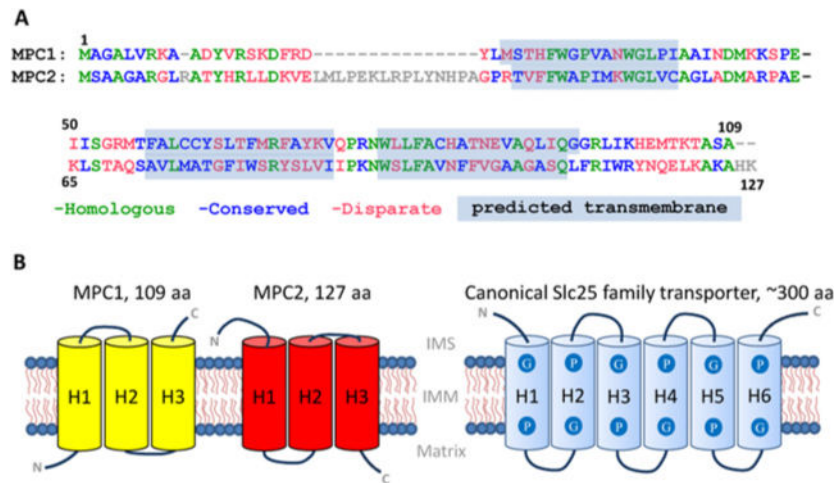 A
1
MPC1: MAGALVRKA-ADYVRSKDFRD---------------YLMSTHFWGPVANWGLPIAAINDMKKSPE-
MPC2: MSAAGARGLRATYHRLLDKVELMLPEKLRPLYNHPAGPRTVFFWAPIMKWGLVCAGLADMARPAE-
50 109
IISGRMTFALCCYSLTFMRFAYKVQPRNWLLFACHATNEVAQLIQGGRLIKHEMTKTASA--
KLSTAQSAVLMATGFIWSRYSLVIIPKNWSLFAVNFFVGAAGASQLFRIWRYNQELKAKAHK
65 127
-Homologous -Conserved -Disparate predicted transmembrane
B
MPC1, 109 aa MPC2, 127 aa Canonical Slc25 family transporter, ~300 aa
C N N C
IMS
G P G P G P
H1 H2 H3 H1 H2 H3 IMM H1 H2 H3 H4 H5 H6
P G P G P G
Matrix
N C